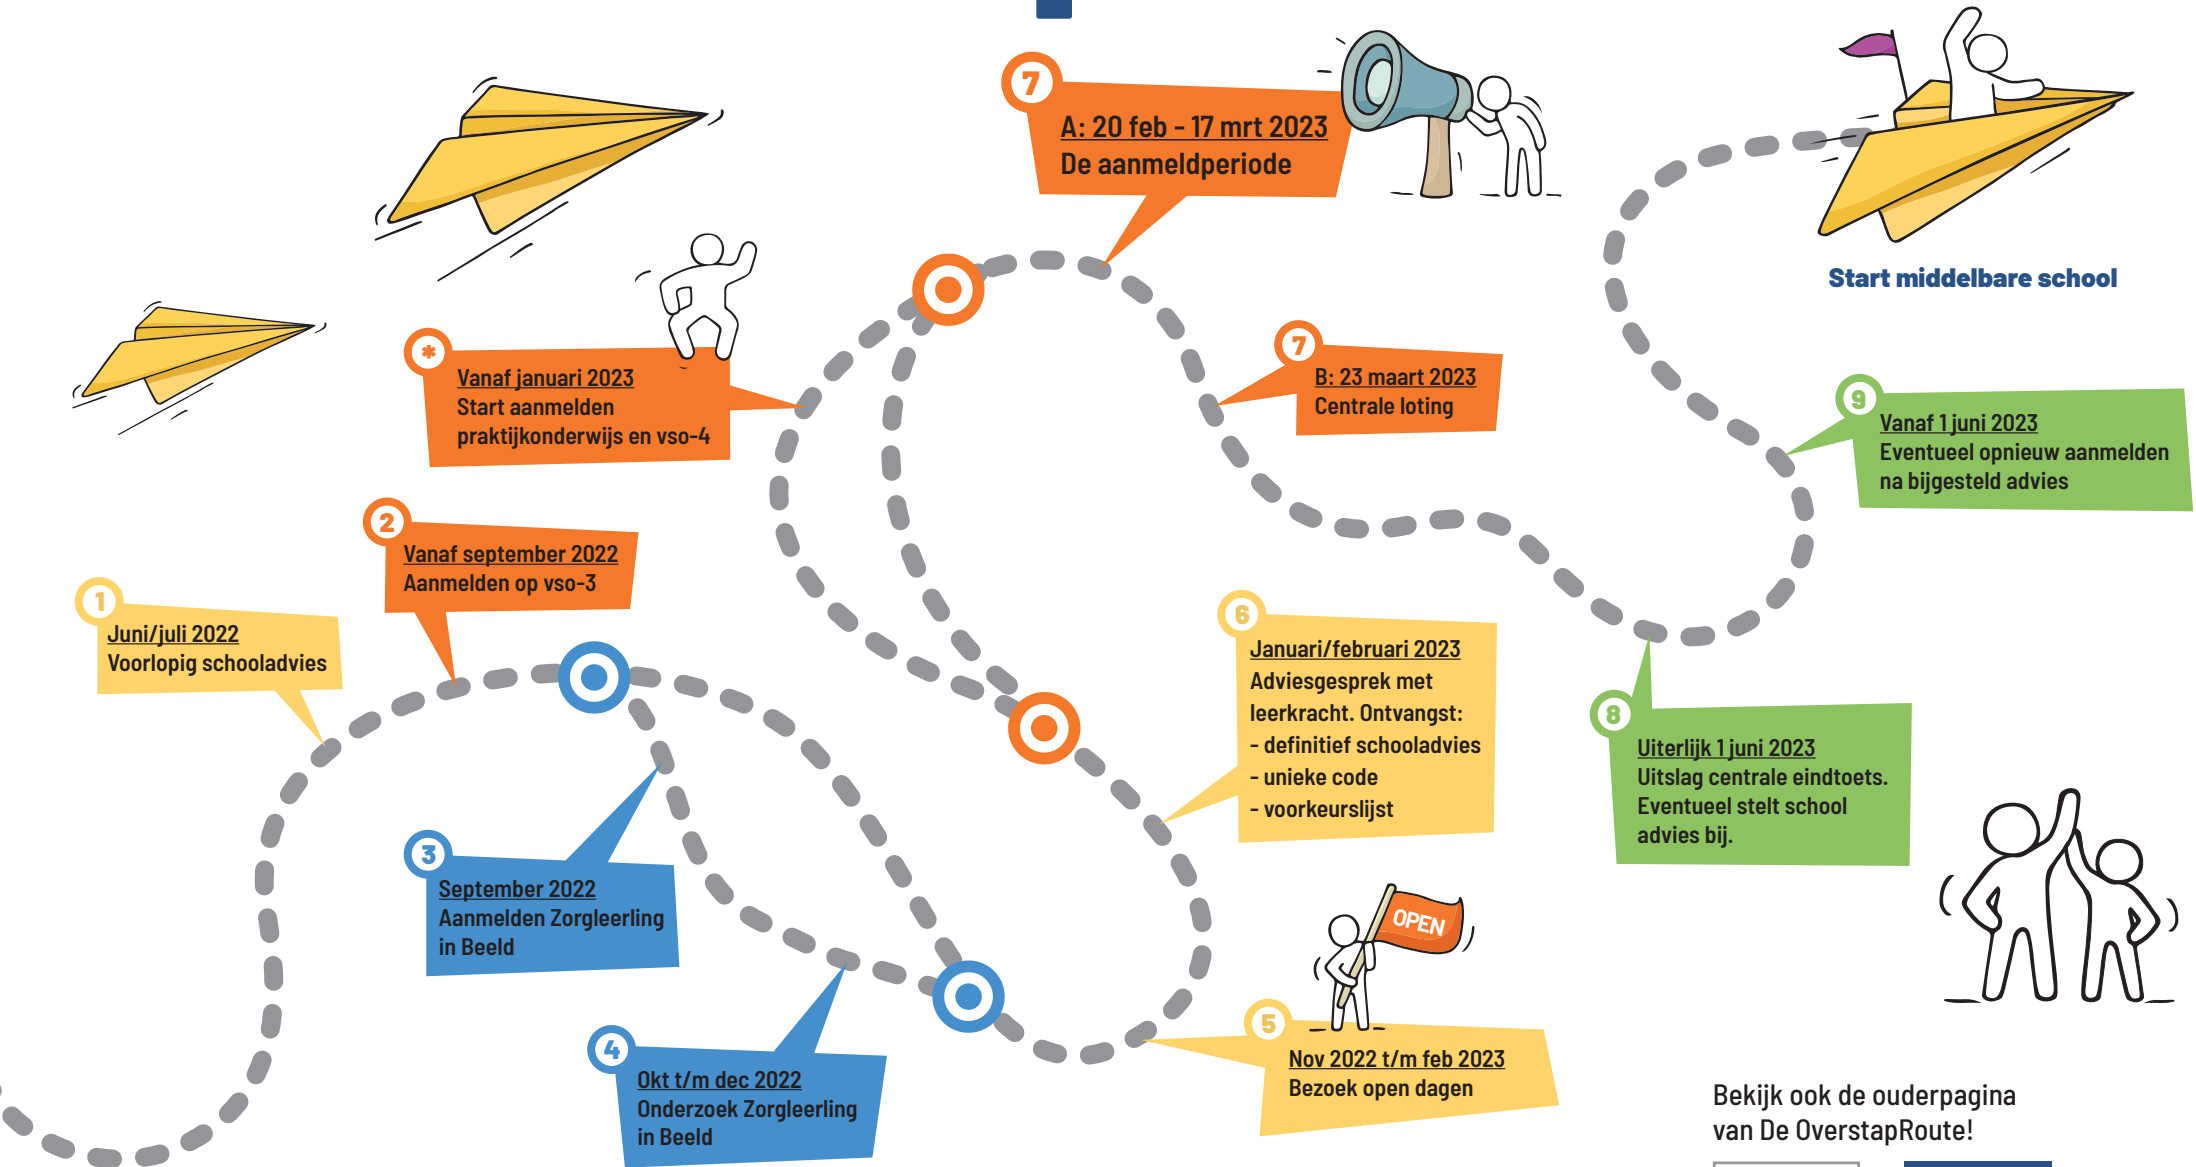 7
A: 20 feb - 17 mrt 2023
De aanmeldperiode
Start middelbare school
*
Vanaf januari 2023
Start aanmelden
praktijkonderwijs en vso-4
7
B: 23 maart 2023
Centrale loting
9
Vanaf 1 juni 2023
Eventueel opnieuw aanmelden
na bijgesteld advies
2
Vanaf september 2022
Aanmelden op vso-3
1
Juni/juli 2022
Voorlopig schooladvies
6
Januari/februari 2023
Adviesgesprek met
leerkracht. Ontvangst:
- definitief schooladvies
- unieke code
- voorkeurslijst
8
Uiterlijk 1 juni 2023
Uitslag centrale eindtoets.
Eventueel stelt school
advies bij.
3
September 2022
Aanmelden Zorgleerling
in Beeld
OPEN
4
Okt t/m dec 2022
Onderzoek Zorgleerling
in Beeld
5
Nov 2022 t/m feb 2023
Bezoek open dagen
Bekijk ook de ouderpagina
van De OverstapRoute!